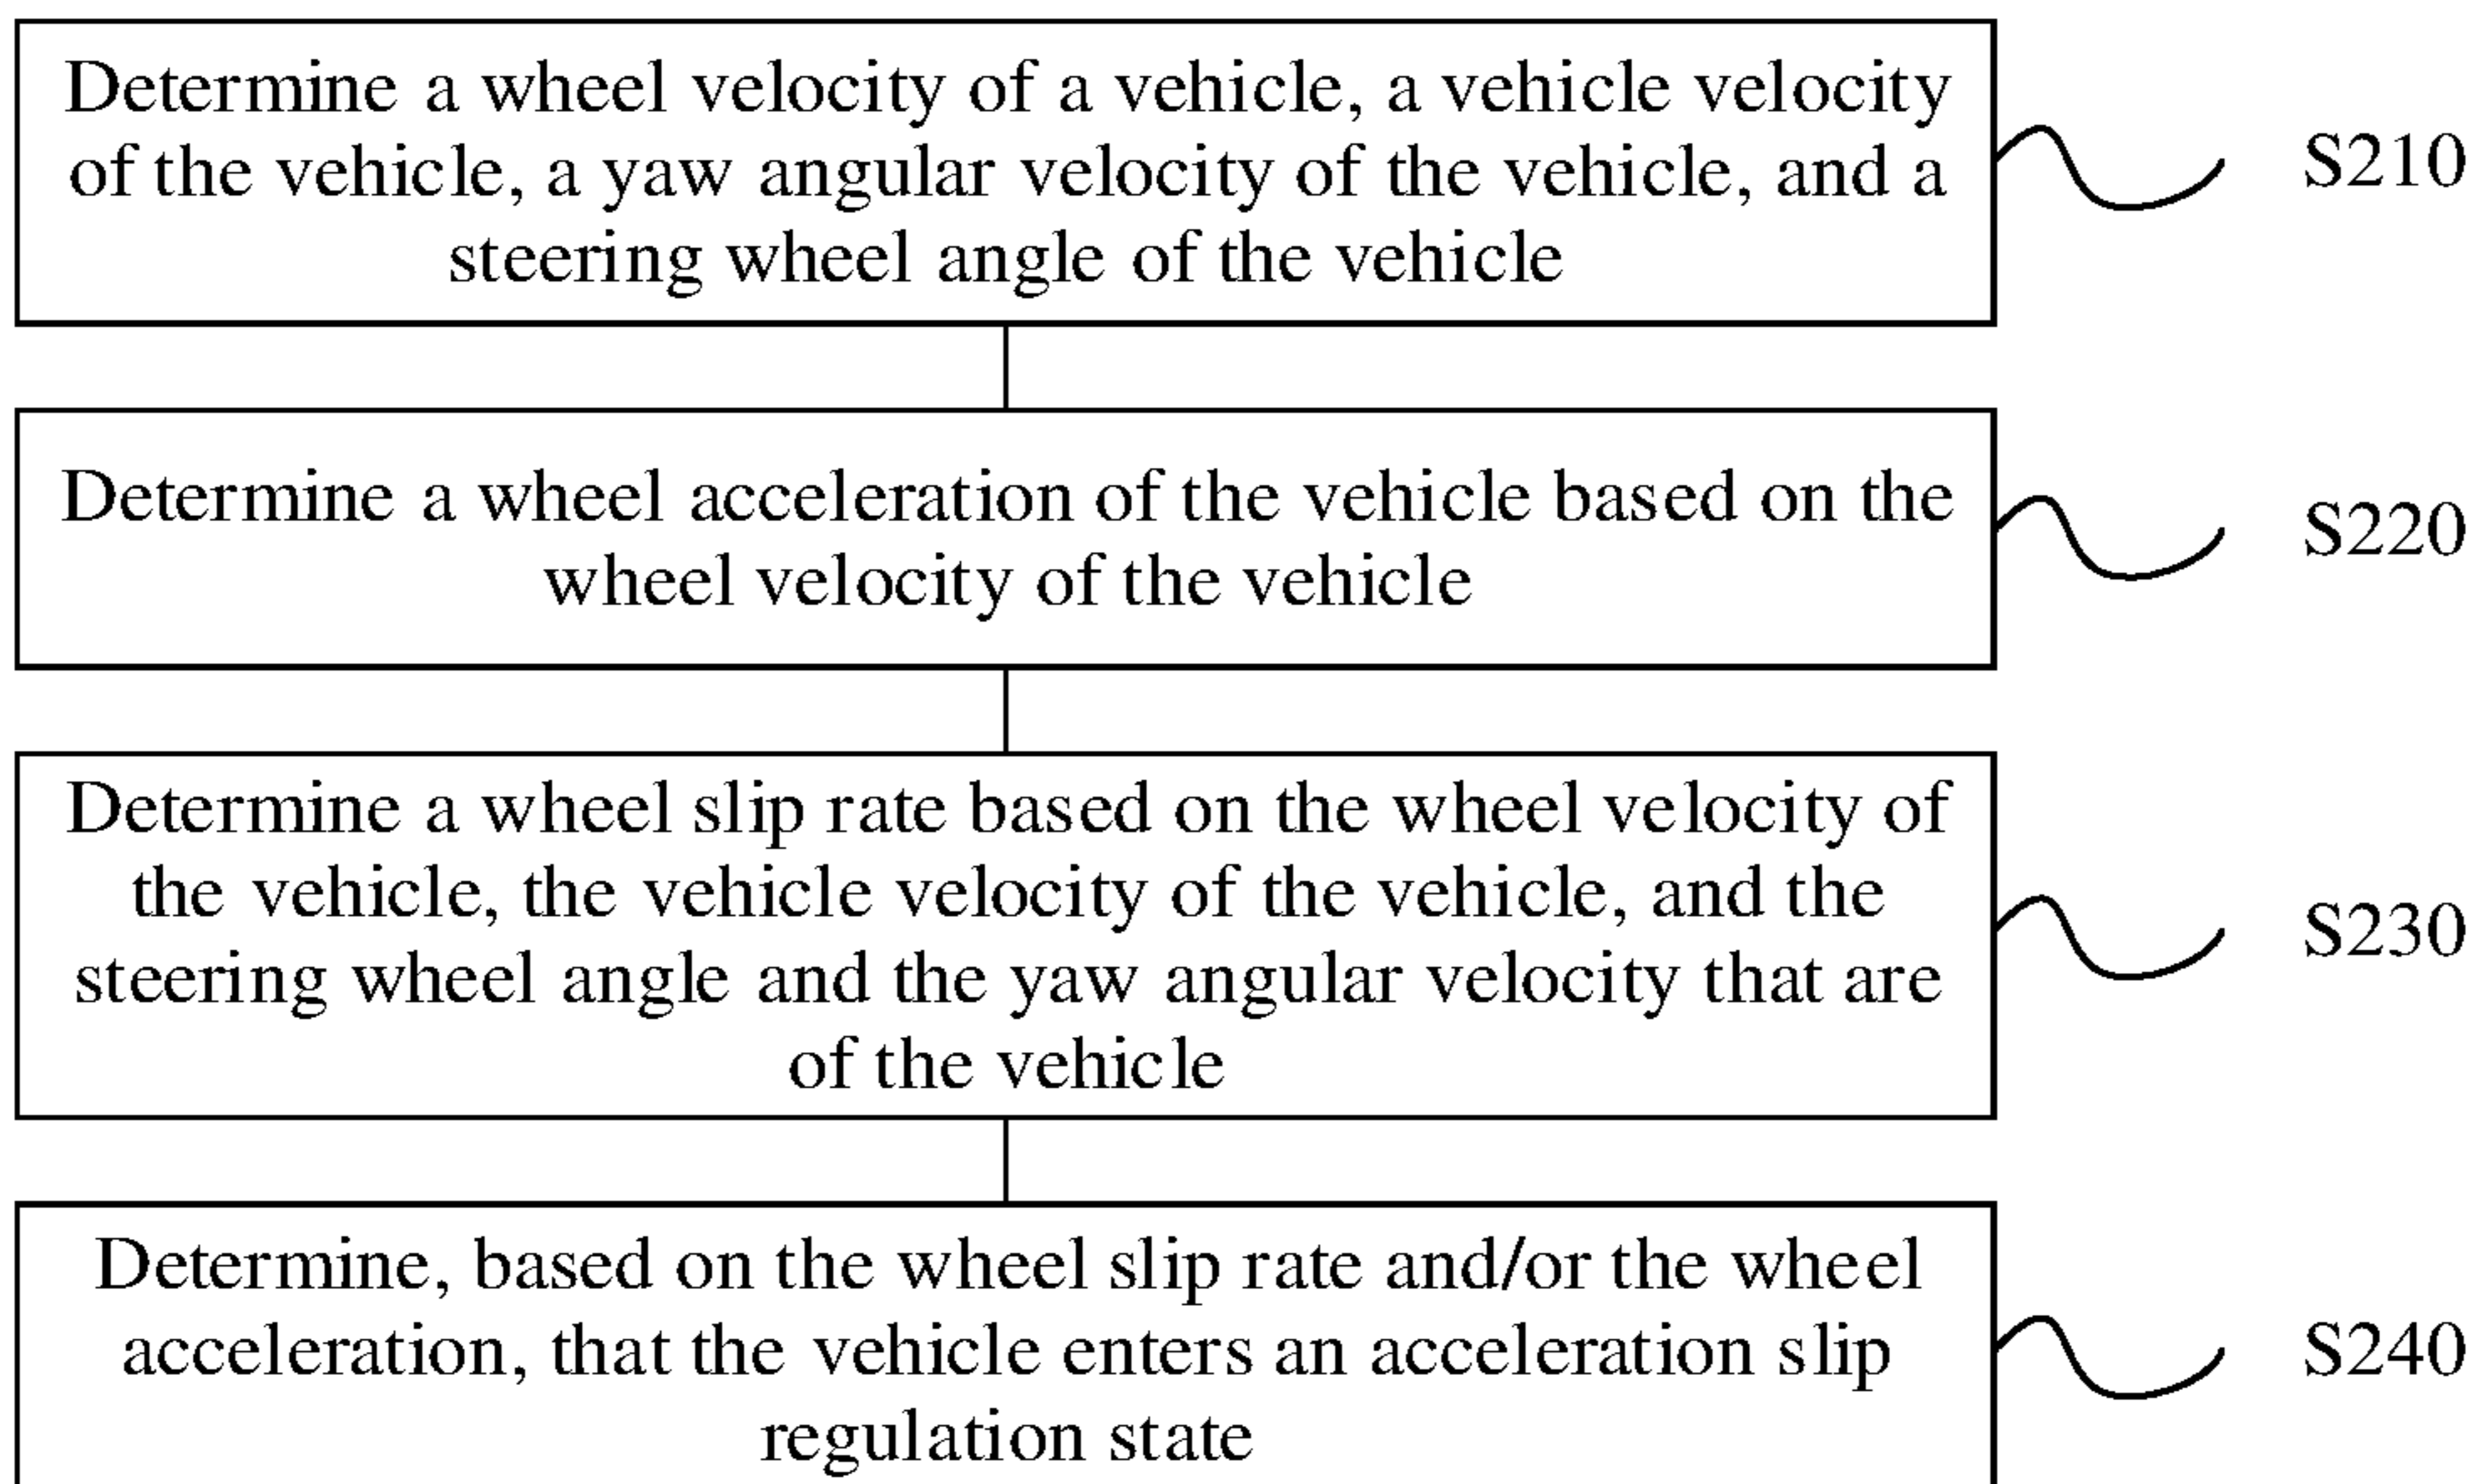 Determine a wheel velocity of a vehicle, a vehicle velocity
of the vehicle, a yaw angular velocity of the vehicle, and a
steering wheel angle of the vehicle
S210
Determine a wheel acceleration of the vehicle based on the
wheel velocity of the vehicle
S220
Determine a wheel slip rate based on the wheel velocity of
the vehicle, the vehicle velocity of the vehicle, and the
steering wheel angle and the yaw angular velocity that are
of the vehicle
S230
Determine, based on the wheel slip rate and/or the wheel
acceleration, that the vehicle enters an acceleration slip
regulation state
S240